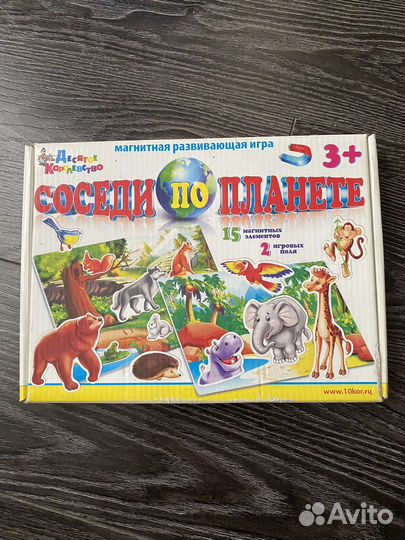 Десятое
Королевство
МАГНИТНАЯ РАЗВИВАЮЩАЯ ИГРА
3+
СОСЕДИ ПО ПЛАНЕТЕ
15 МАГНИТНЫХ
ЭЛЕМЕНТОВ
2 ИГРОВЫХ
ПОЛЯ
www.10kor.ru
Avito